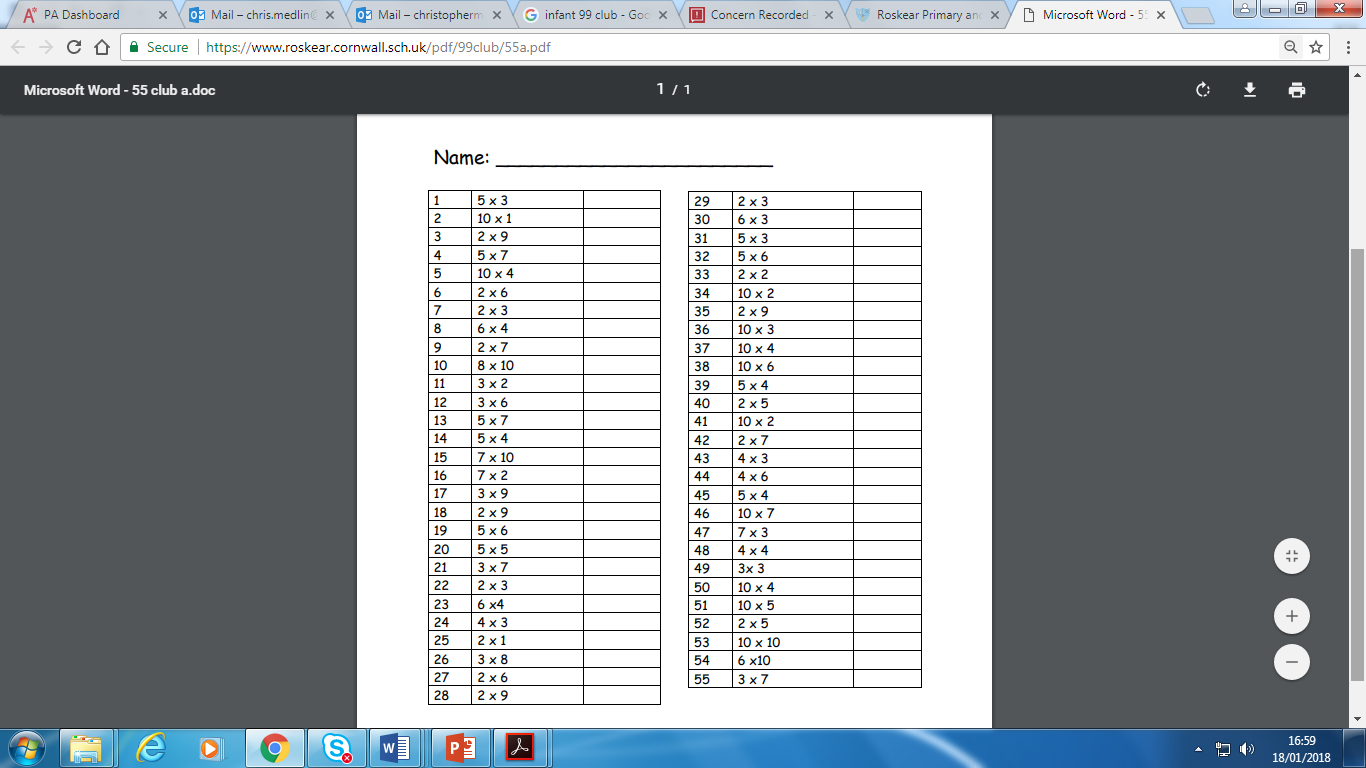 PA Dashboard
Mail – chris.medlin@
Mail – christopherm
infant 99 club - Goo
Concern Recorded -
Roskear Primary and
Microsoft Word - 55
Secure
https://www.roskear.cornwall.sch.uk/pdf/99club/55a.pdf
Microsoft Word - 55 club a.doc
1 / 1
Name: _______________________
1 5 x 3
2 10 x 1
3 2 x 9
4 5 x 7
5 10 x 4
6 2 x 6
7 2 x 3
8 6 x 4
9 2 x 7
10 8 x 10
11 3 x 2
12 3 x 6
13 5 x 7
14 5 x 4
15 7 x 10
16 7 x 2
17 3 x 9
18 2 x 9
19 5 x 6
20 5 x 5
21 3 x 7
22 2 x 3
23 6 x4
24 4 x 3
25 2 x 1
26 3 x 8
27 2 x 6
28 2 x 9
29 2 x 3
30 6 x 3
31 5 x 3
32 5 x 6
33 2 x 2
34 10 x 2
35 2 x 9
36 10 x 3
37 10 x 4
38 10 x 6
39 5 x 4
40 2 x 5
41 10 x 2
42 2 x 7
43 4 x 3
44 4 x 6
45 5 x 4
46 10 x 7
47 7 x 3
48 4 x 4
49 3x 3
50 10 x 4
51 10 x 5
52 2 x 5
53 10 x 10
54 6 x10
55 3 x 7
16:59
18/01/2018